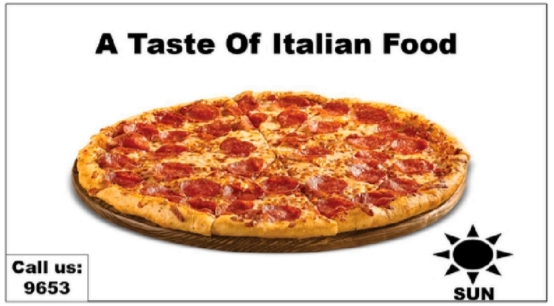 A Taste Of Italian Food
Call us:
9653
SUN